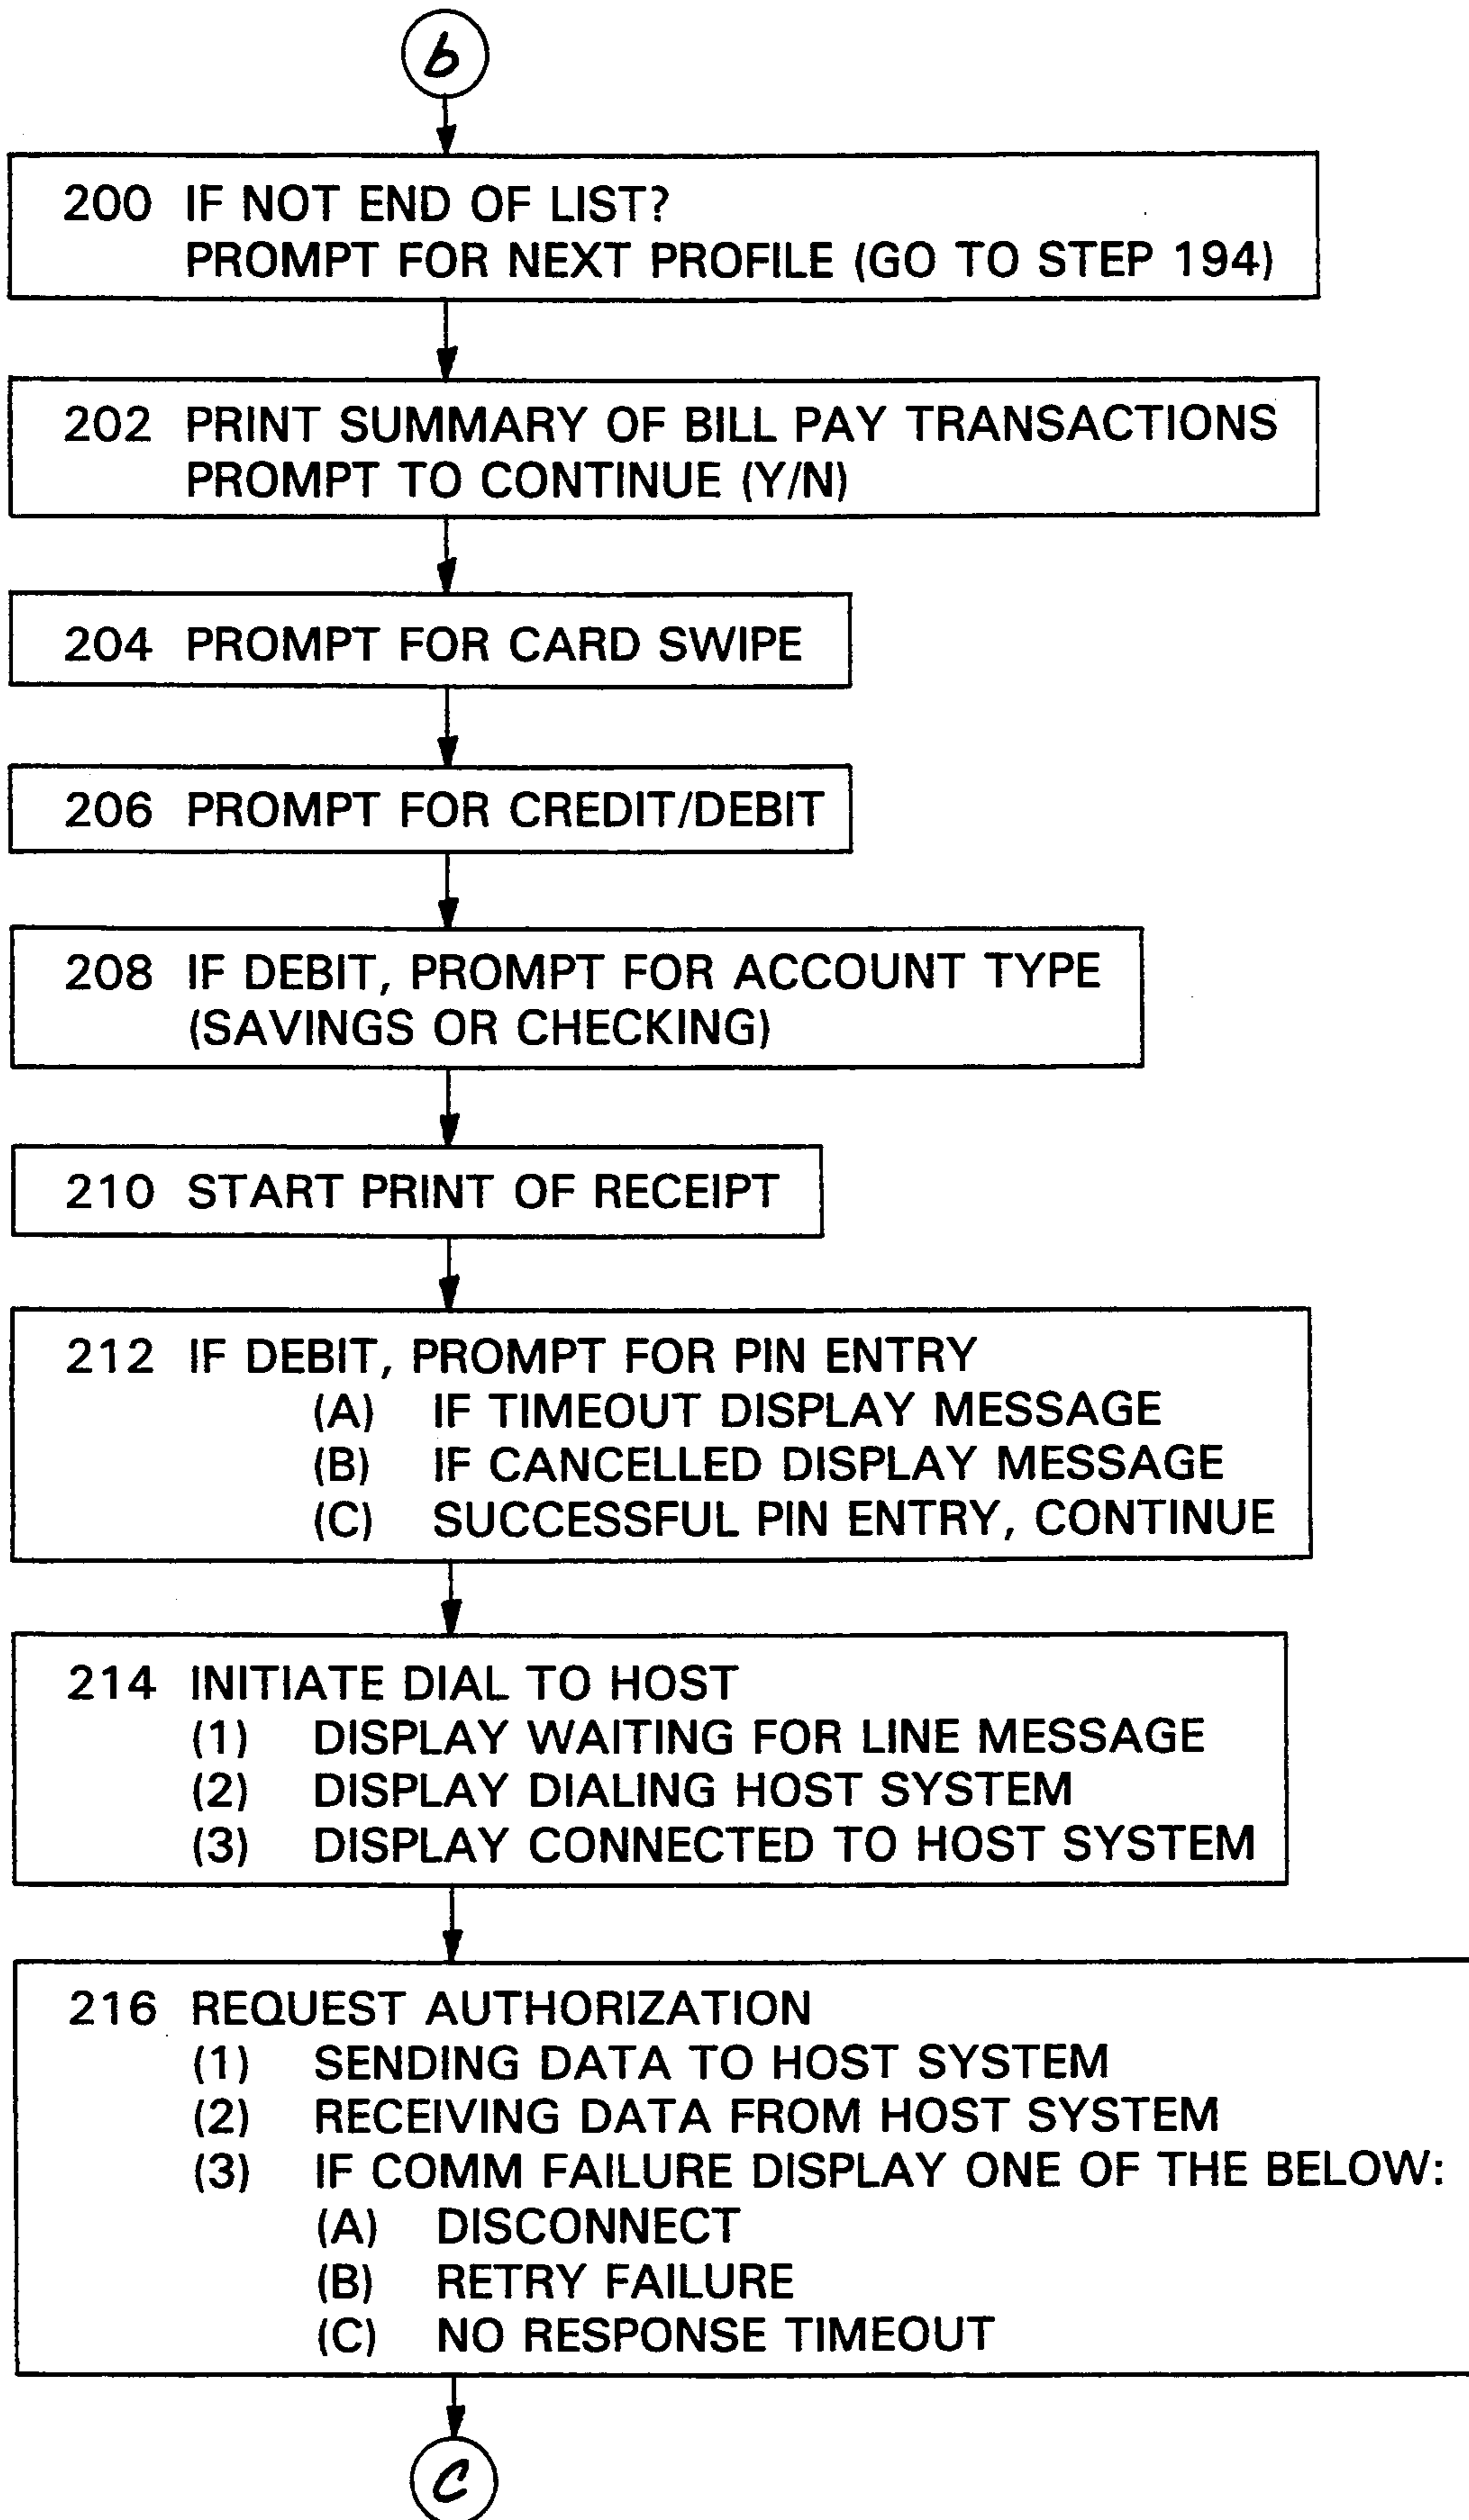 b
200 IF NOT END OF LIST?
PROMPT FOR NEXT PROFILE (GO TO STEP 194)
202 PRINT SUMMARY OF BILL PAY TRANSACTIONS
PROMPT TO CONTINUE (Y/N)
204 PROMPT FOR CARD SWIPE
206 PROMPT FOR CREDIT/DEBIT
208 IF DEBIT, PROMPT FOR ACCOUNT TYPE
(SAVINGS OR CHECKING)
210 START PRINT OF RECEIPT
212 IF DEBIT, PROMPT FOR PIN ENTRY
(A) IF TIMEOUT DISPLAY MESSAGE
(B) IF CANCELLED DISPLAY MESSAGE
(C) SUCCESSFUL PIN ENTRY, CONTINUE
214 INITIATE DIAL TO HOST
(1) DISPLAY WAITING FOR LINE MESSAGE
(2) DISPLAY DIALING HOST SYSTEM
(3) DISPLAY CONNECTED TO HOST SYSTEM
216 REQUEST AUTHORIZATION
(1) SENDING DATA TO HOST SYSTEM
(2) RECEIVING DATA FROM HOST SYSTEM
(3) IF COMM FAILURE DISPLAY ONE OF THE BELOW:
(A) DISCONNECT
(B) RETRY FAILURE
(C) NO RESPONSE TIMEOUT
C